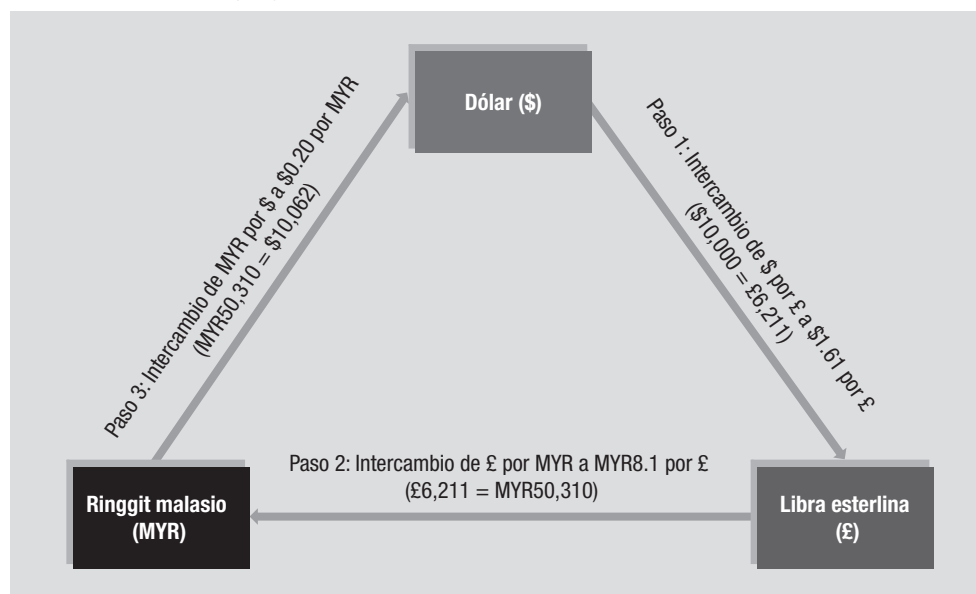 Dólar ($)
Paso 1: Intercambio de $ por £ a $1.61 por £
($10,000 = £6,211)
Paso 3: Intercambio de MYR por $ a $0.20 por MYR
(MYR50,310 = $10,062)
Paso 2: Intercambio de £ por MYR a MYR8.1 por £
(£6,211 = MYR50,310)
Ringgit malasio
(MYR)
Libra esterlina
(£)